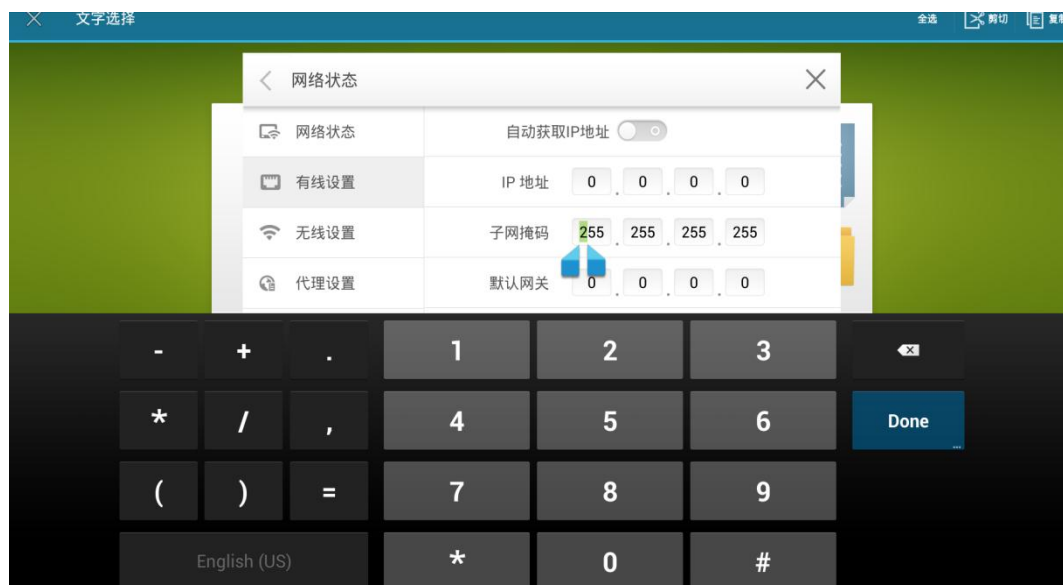 文字选择
全选 剪切 复制
网络状态
网络状态 自动获取IP地址
有线设置 IP 地址 0 . 0 . 0 . 0
无线设置 子网掩码 255 . 255 . 255 . 255
代理设置 默认网关 0 . 0 . 0 . 0
- + . 1 2 3
* / , 4 5 6 Done
( ) = 7 8 9
English (US) * 0 #